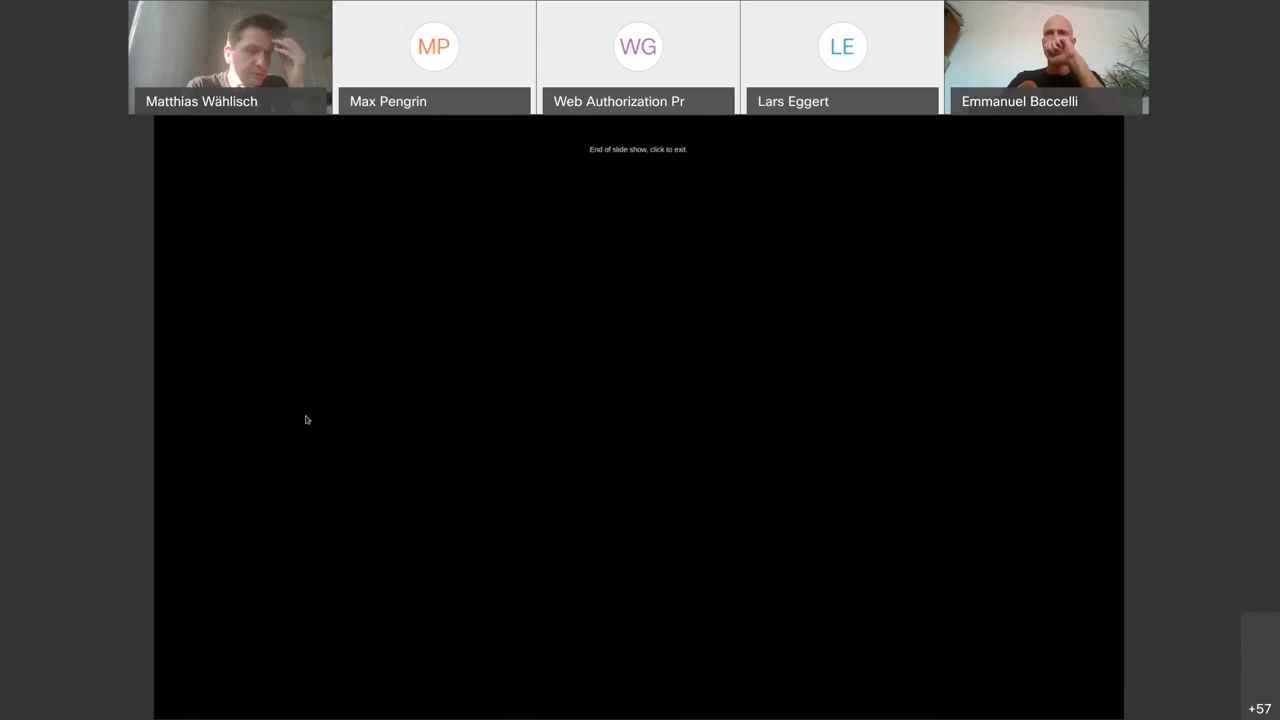 MP
WG
LE
Matthias Wählisch
Max Pengrin
Web Authorization Pr
Lars Eggert
Emmanuel Baccelli
End of slide show, click to exit.
+57